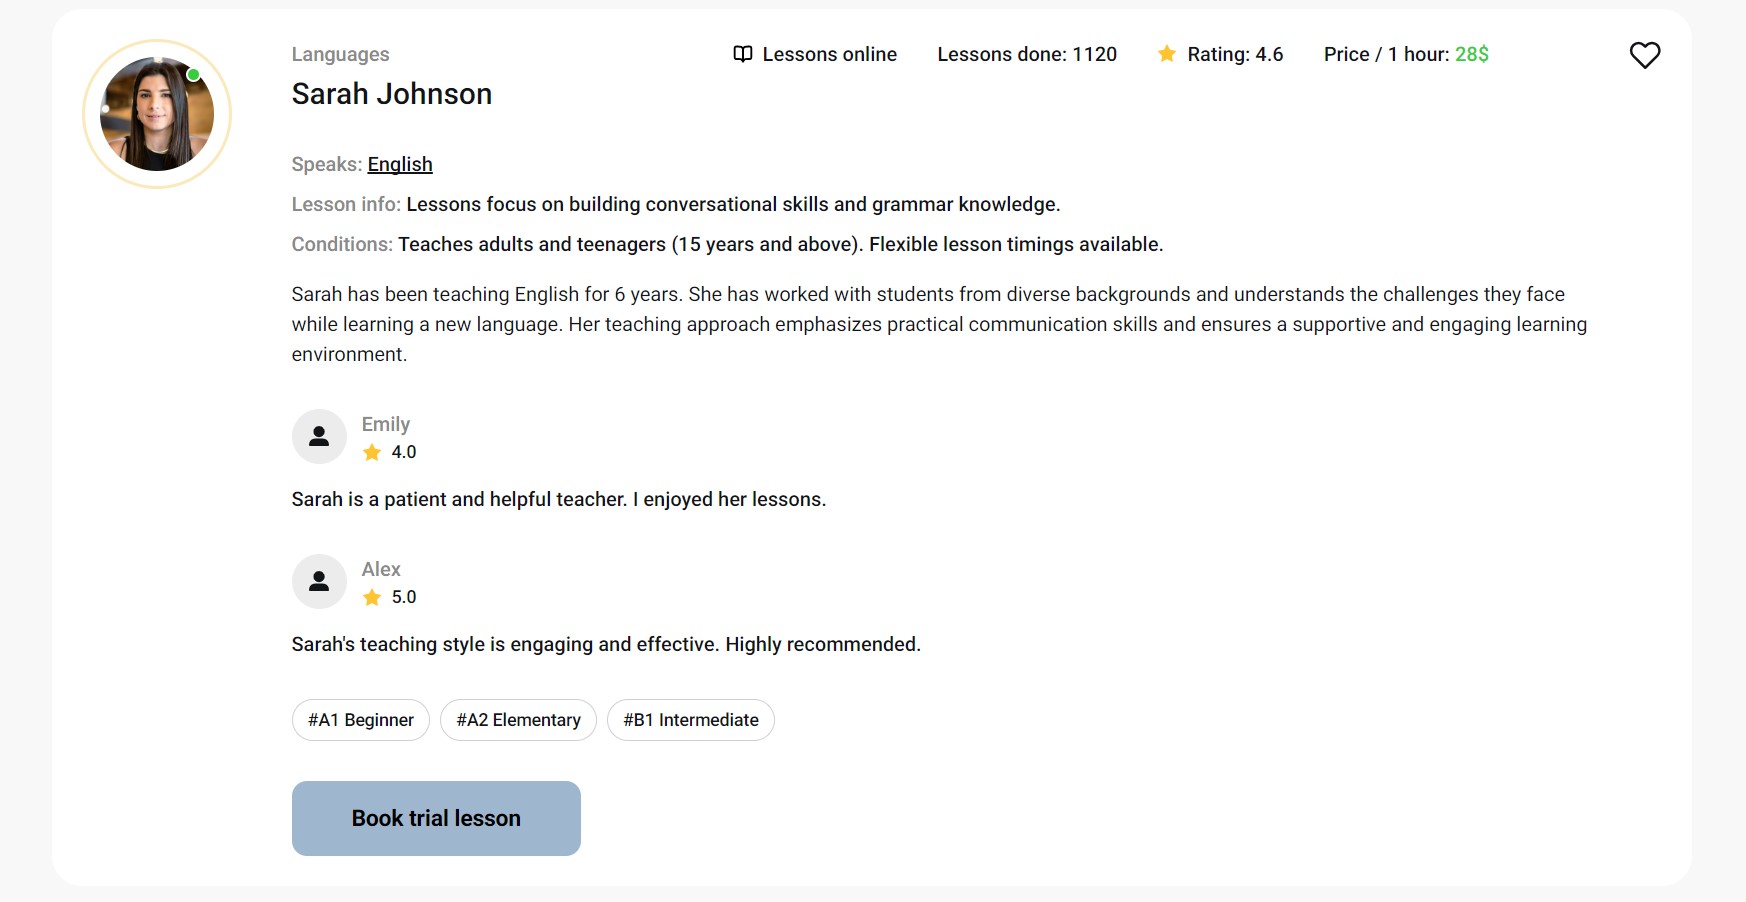 Languages
Lessons online
Lessons done: 1120
Rating: 4.6
Price / 1 hour: 28$
Sarah Johnson
Speaks: English
Lesson info: Lessons focus on building conversational skills and grammar knowledge.
Conditions: Teaches adults and teenagers (15 years and above). Flexible lesson timings available.
Sarah has been teaching English for 6 years. She has worked with students from diverse backgrounds and understands the challenges they face
while learning a new language. Her teaching approach emphasizes practical communication skills and ensures a supportive and engaging learning
environment.
Emily
4.0
Sarah is a patient and helpful teacher. I enjoyed her lessons.
Alex
5.0
Sarah's teaching style is engaging and effective. Highly recommended.
#A1 Beginner
#A2 Elementary
#B1 Intermediate
Book trial lesson